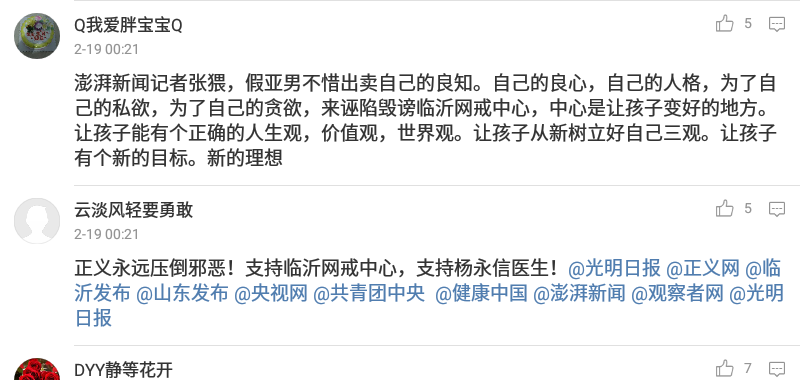 Q我爱胖宝宝Q
5
2-19 00:21
澎湃新闻记者张猥，假亚男不惜出卖自己的良知。自己的良心，自己的人格，为了自
己的私欲，为了自己的贪欲，来诬陷毁谤临沂网戒中心，中心是让孩子变好的地方。
让孩子能有个正确的人生观，价值观，世界观。让孩子从新树立好自己三观。让孩子
有个新的目标。新的理想
云淡风轻要勇敢
5
2-19 00:21
正义永远压倒邪恶！支持临沂网戒中心，支持杨永信医生！@光明日报 @正义网 @临
沂发布 @山东发布 @央视网 @共青团中央 @健康中国 @澎湃新闻 @观察者网 @光明
日报
DYY静等花开
7